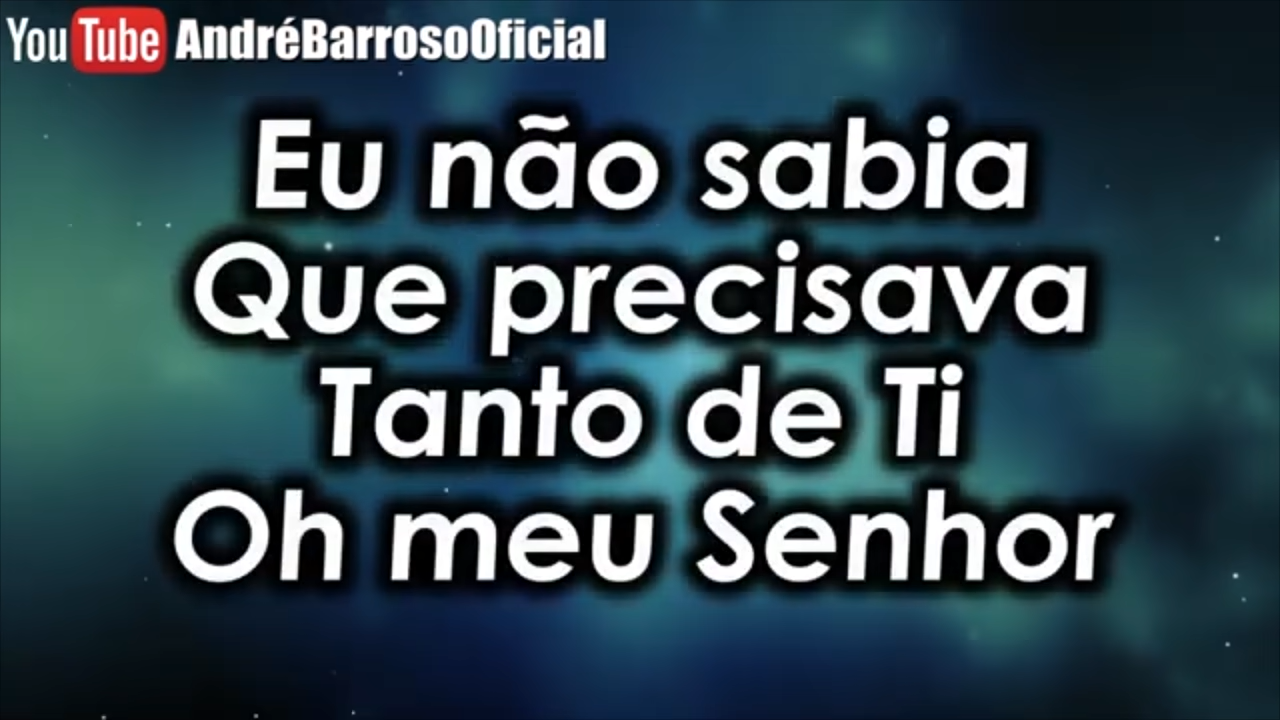 YouTube AndréBarrosoOficial
Eu não sabia
Que precisava
Tanto de Ti
Oh meu Senhor